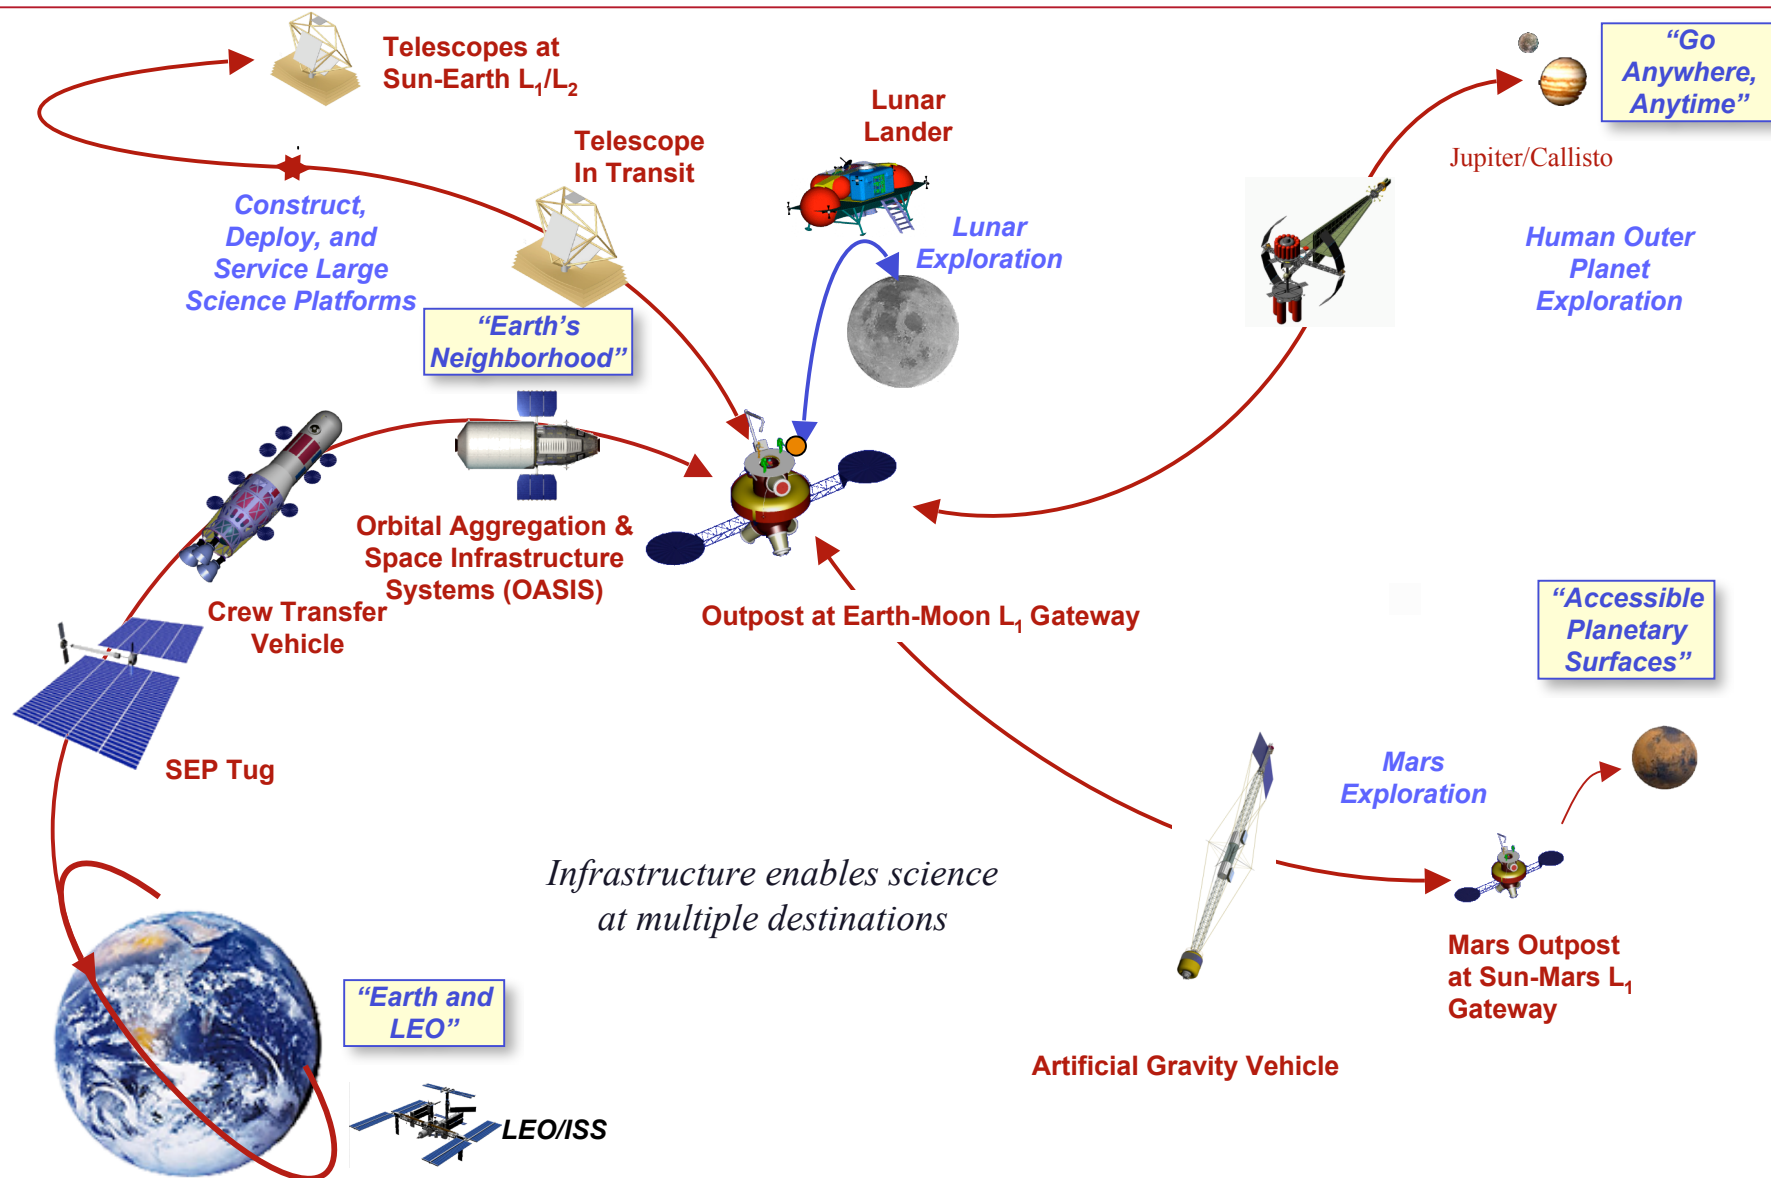 Telescopes at
Sun-Earth L₁/L₂
Telescope
In Transit
Lunar
Lander
“Go
Anywhere,
Anytime”
Jupiter/Callisto
Construct,
Deploy, and
Service Large
Science Platforms
Lunar
Exploration
Human Outer
Planet
Exploration
“Earth’s
Neighborhood”
Orbital Aggregation &
Space Infrastructure
Systems (OASIS)
Crew Transfer
Vehicle
Outpost at Earth-Moon L₁ Gateway
“Accessible
Planetary
Surfaces”
SEP Tug
Mars
Exploration
Infrastructure enables science
at multiple destinations
Mars Outpost
at Sun-Mars L₁
Gateway
“Earth and
LEO”
Artificial Gravity Vehicle
LEO/ISS